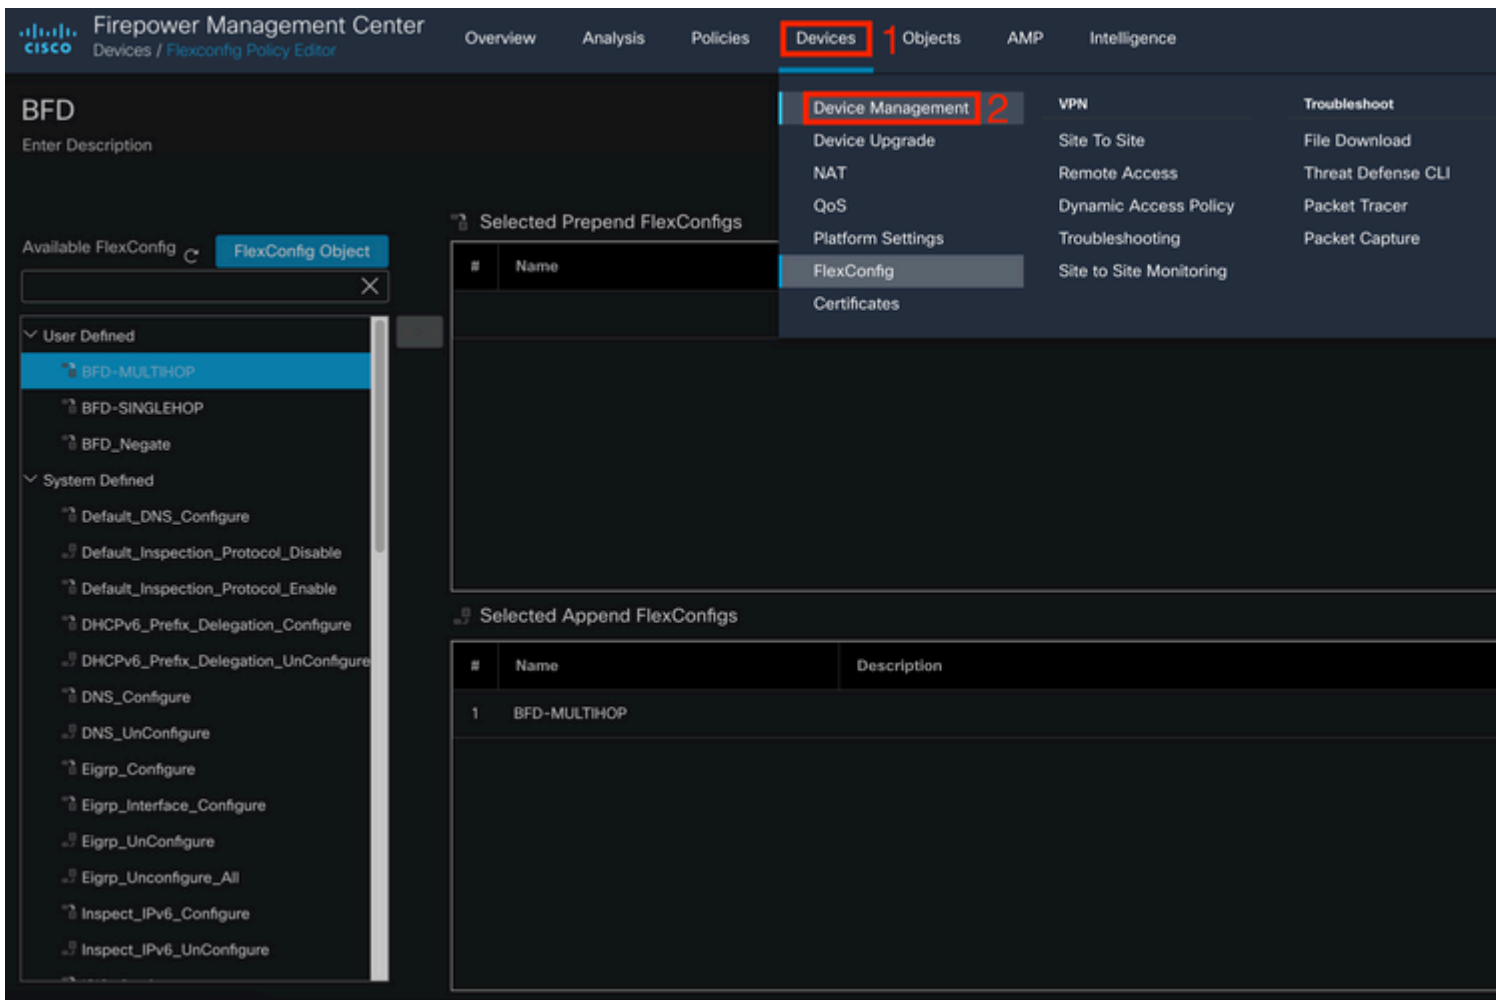 Firepower Management Center
CISCO
Devices / Flexconfig Policy Editor
Overview
Analysis
Policies
Devices
1
Objects
AMP
Intelligence
BFD
Enter Description
Device Management
2
Device Upgrade
NAT
QoS
Platform Settings
FlexConfig
Certificates
VPN
Site To Site
Remote Access
Dynamic Access Policy
Troubleshooting
Site to Site Monitoring
Troubleshoot
File Download
Threat Defense CLI
Packet Tracer
Packet Capture
Available FlexConfig
FlexConfig Object
User Defined
BFD-MULTIHOP
BFD-SINGLEHOP
BFD_Negate
System Defined
Default_DNS_Configure
Default_Inspection_Protocol_Disable
Default_Inspection_Protocol_Enable
DHCPv6_Prefix_Delegation_Configure
DHCPv6_Prefix_Delegation_UnConfigure
DNS_Configure
DNS_UnConfigure
Eigrp_Configure
Eigrp_Interface_Configure
Eigrp_UnConfigure
Eigrp_Unconfigure_All
Inspect_IPv6_Configure
Inspect_IPv6_UnConfigure
Selected Prepend FlexConfigs
# Name
Selected Append FlexConfigs
# Name Description
1 BFD-MULTIHOP